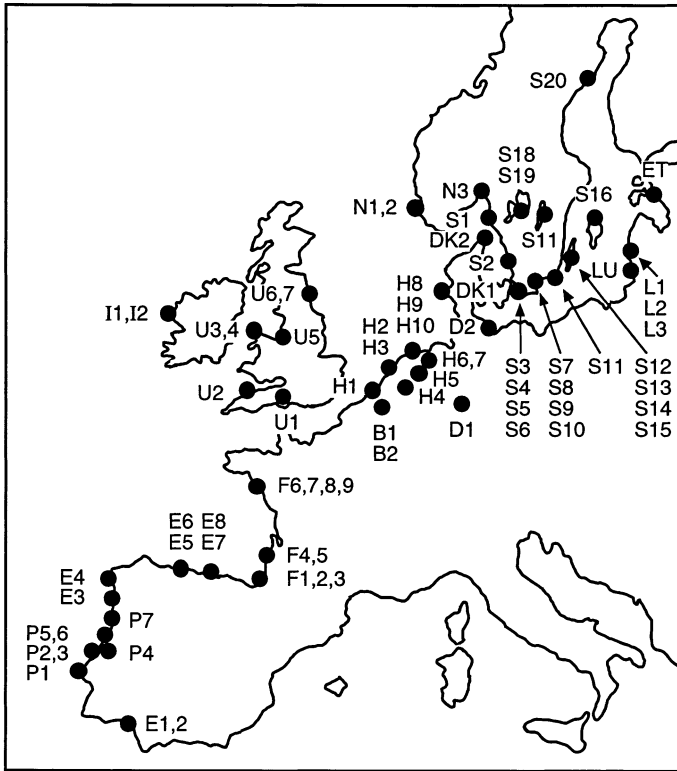 S20
S18
S19
ET
N3
S16
N1,2
S1
S11
DK2
S2
LU
H8
DK1
L1
U6,7
H9
L2
I1,I2
H2
H10
D2
L3
U3,4
U5
H3
H6,7
S3
S7
S11
S12
H5
S4
S8
S13
U2
H1
H4
S5
S9
S14
U1
B1
D1
S6
S10
S15
B2
F6,7,8,9
E6 E8
E5 E7
F4,5
E4
F1,2,3
E3
P7
P5,6
P2,3
P4
P1
E1,2